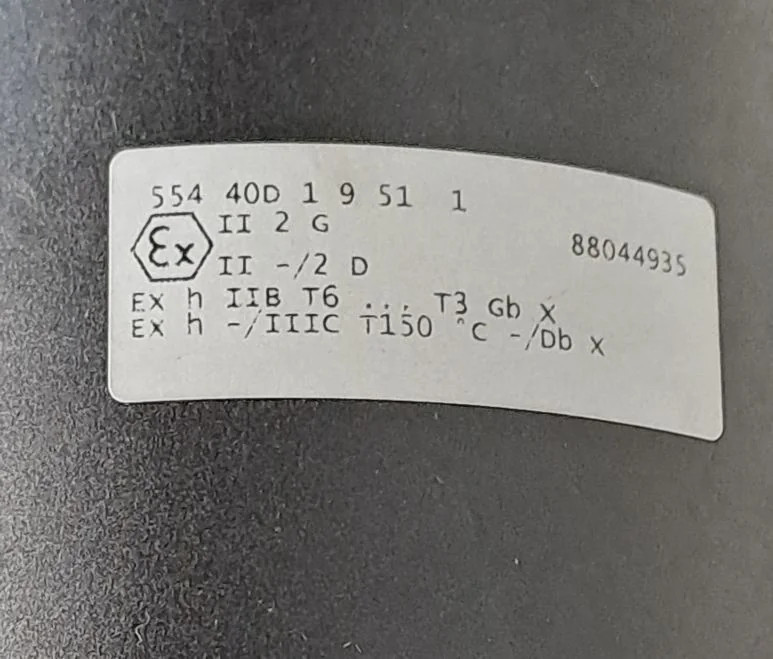 554 40D 1 9 51 1
Ex II 2 G
II -/2 D
88044935
EX h IIB T6 ... T3 Gb X
EX h -/IIIC T150 °C -/Db X